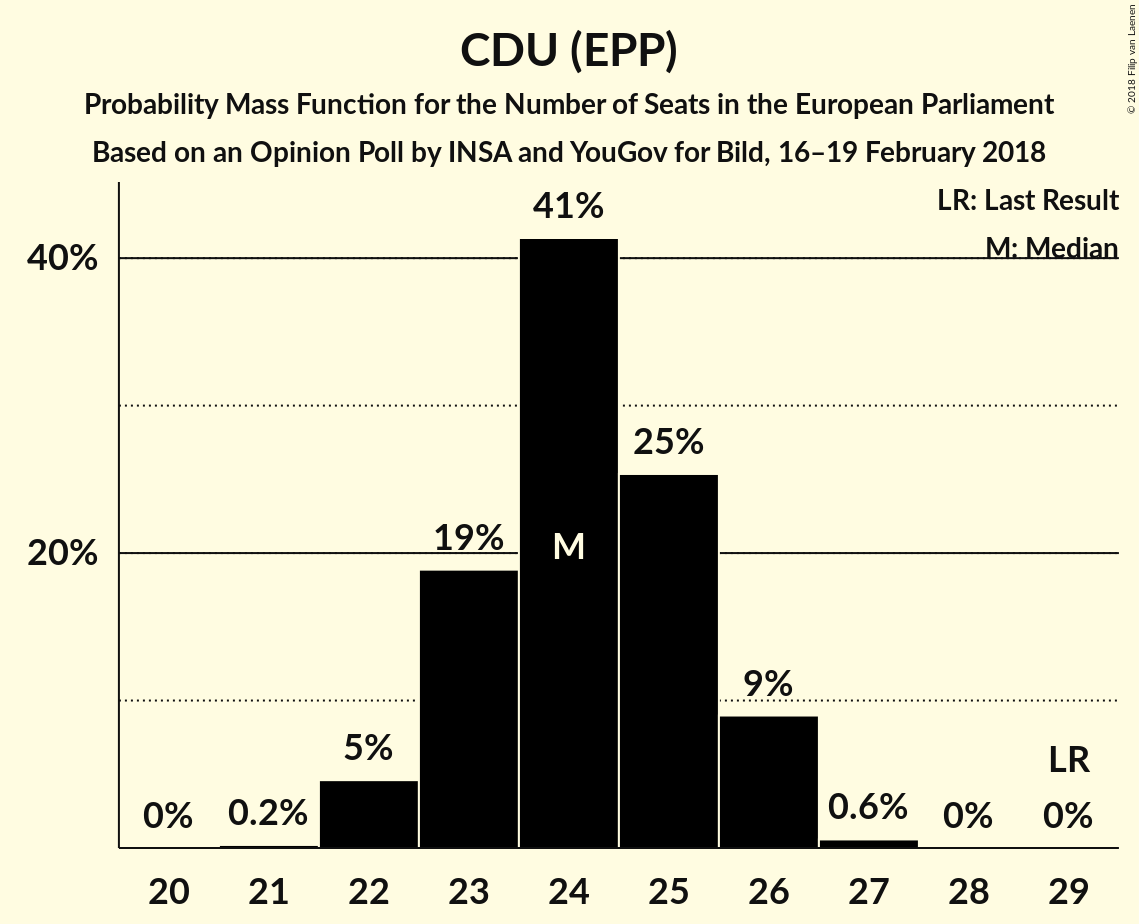 CDU (EPP)
Probability Mass Function for the Number of Seats in the European Parliament
Based on an Opinion Poll by INSA and YouGov for Bild, 16–19 February 2018
© 2018 Filip van Laenen
LR: Last Result
M: Median
40%
20%
0%
0.2%
5%
19%
41%
M
25%
9%
0.6%
0%
LR
0%
20 21 22 23 24 25 26 27 28 29